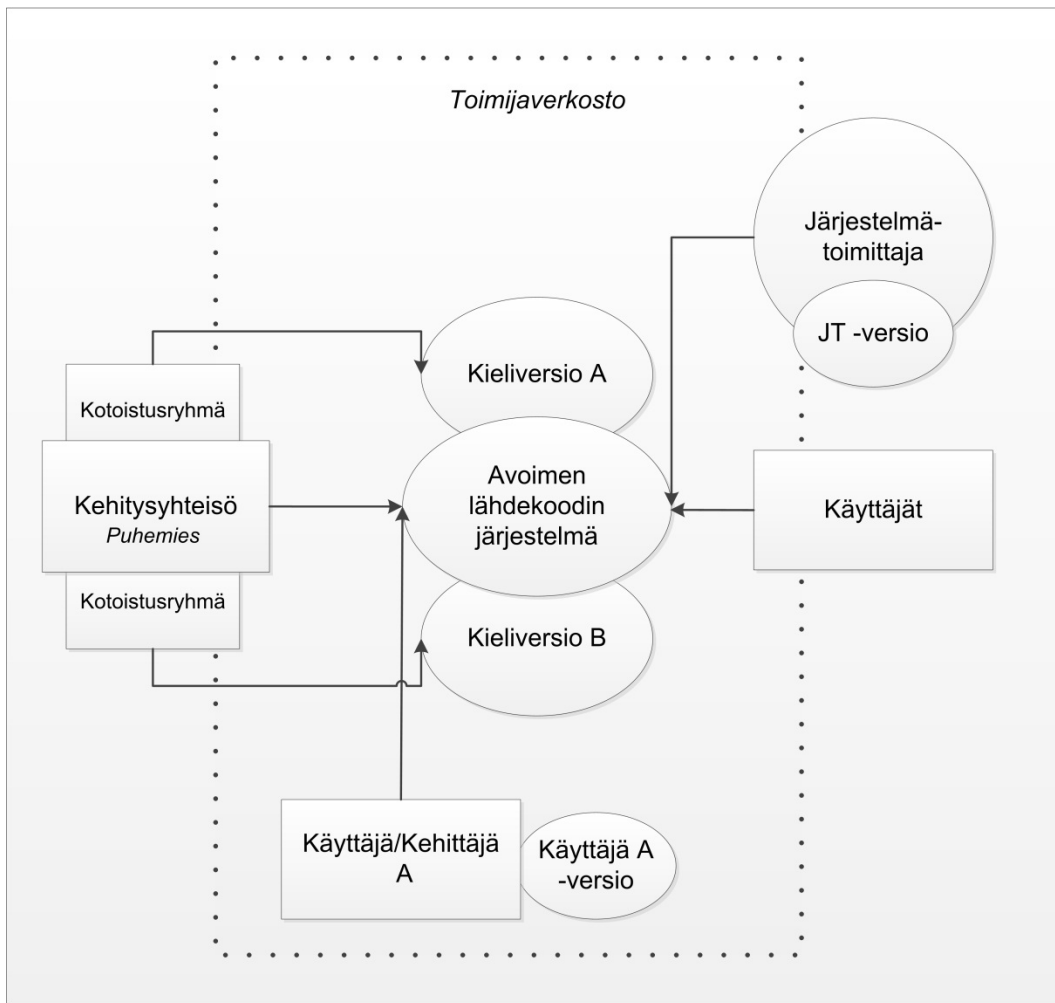 Toimijaverkosto
Järjestelmä-
toimittaja
JT -versio
Kieliversio A
Kotoistusryhmä
Kehitysyhteisö
Puhemies
Kotoistusryhmä
Avoimen
lähdekoodin
järjestelmä
Käyttäjät
Kieliversio B
Käyttäjä/Kehittäjä
A
Käyttäjä A
-versio